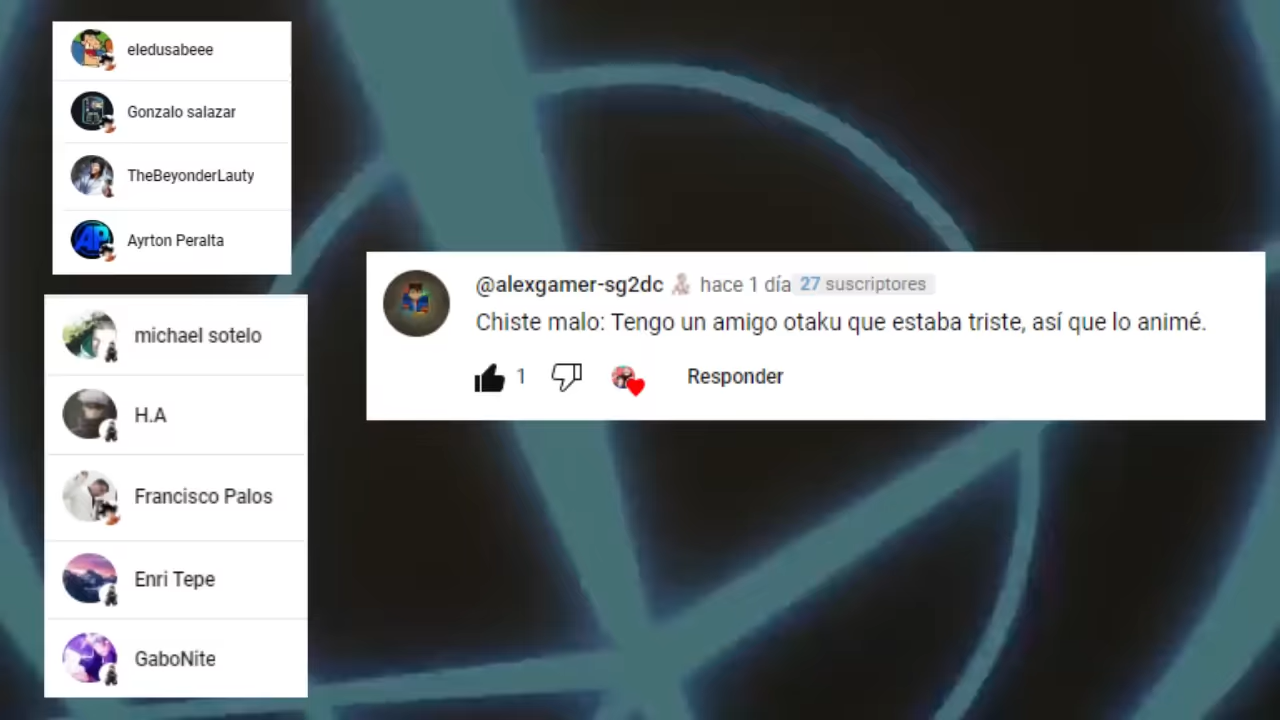 eledusabeee
Gonzalo salazar
TheBeyonderLauty
AP
Ayrton Peralta
michael sotelo
H.A
Francisco Palos
Enri Tepe
GaboNite
@alexgamer-sg2dc hace 1 día 27 suscriptores
Chiste malo: Tengo un amigo otaku que estaba triste, así que lo animé.
1 Responder